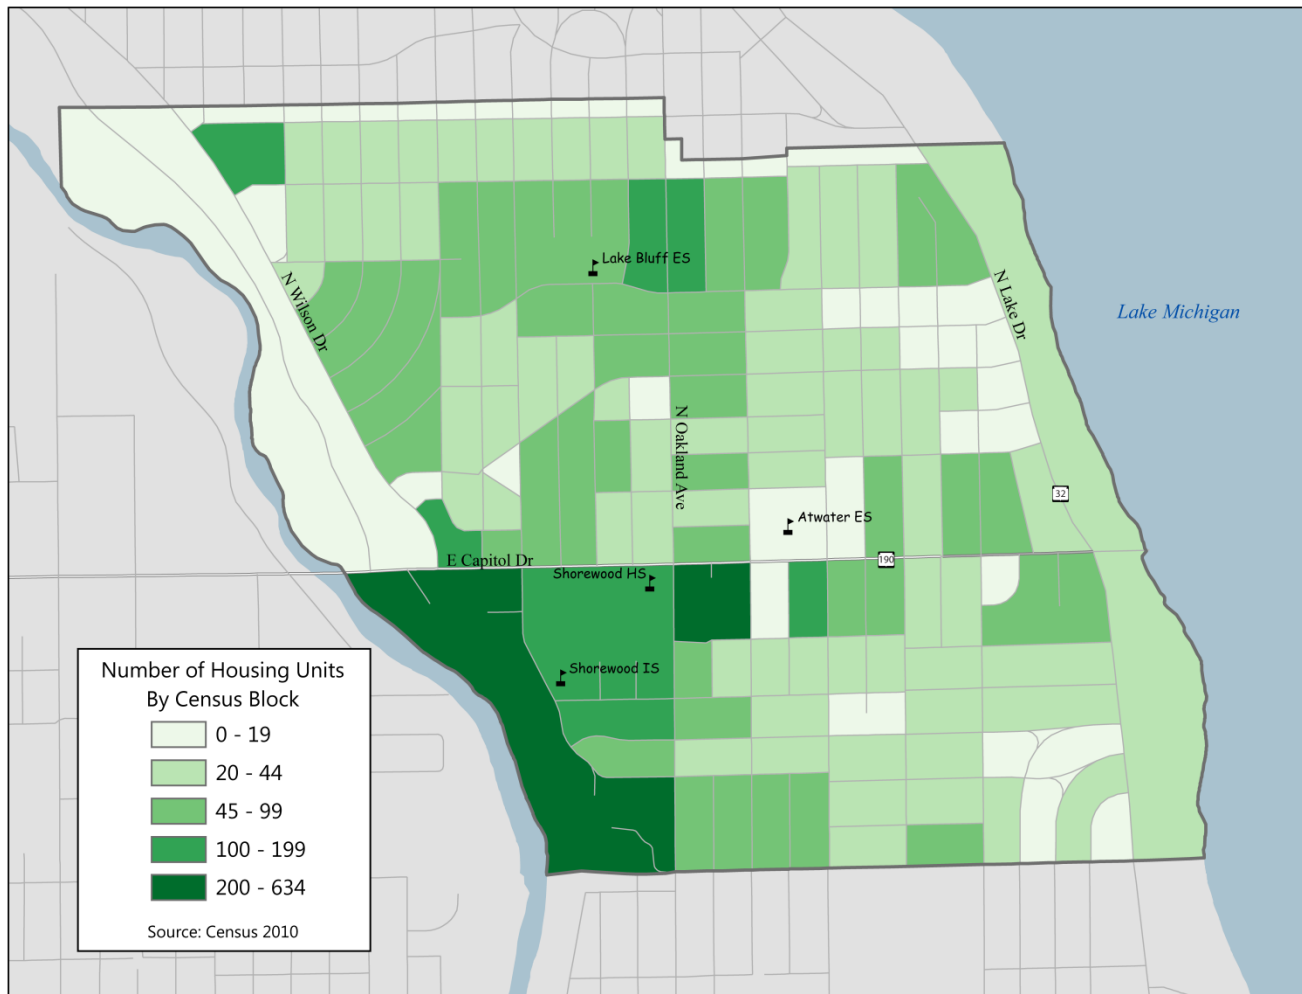 Lake Bluff ES
N Wilson Dr
N Lake Dr
Lake Michigan
N Oakland Ave
32
Atwater ES
E Capitol Dr
190
Shorewood HS
Shorewood IS
Number of Housing Units
By Census Block
0 - 19
20 - 44
45 - 99
100 - 199
200 - 634
Source: Census 2010